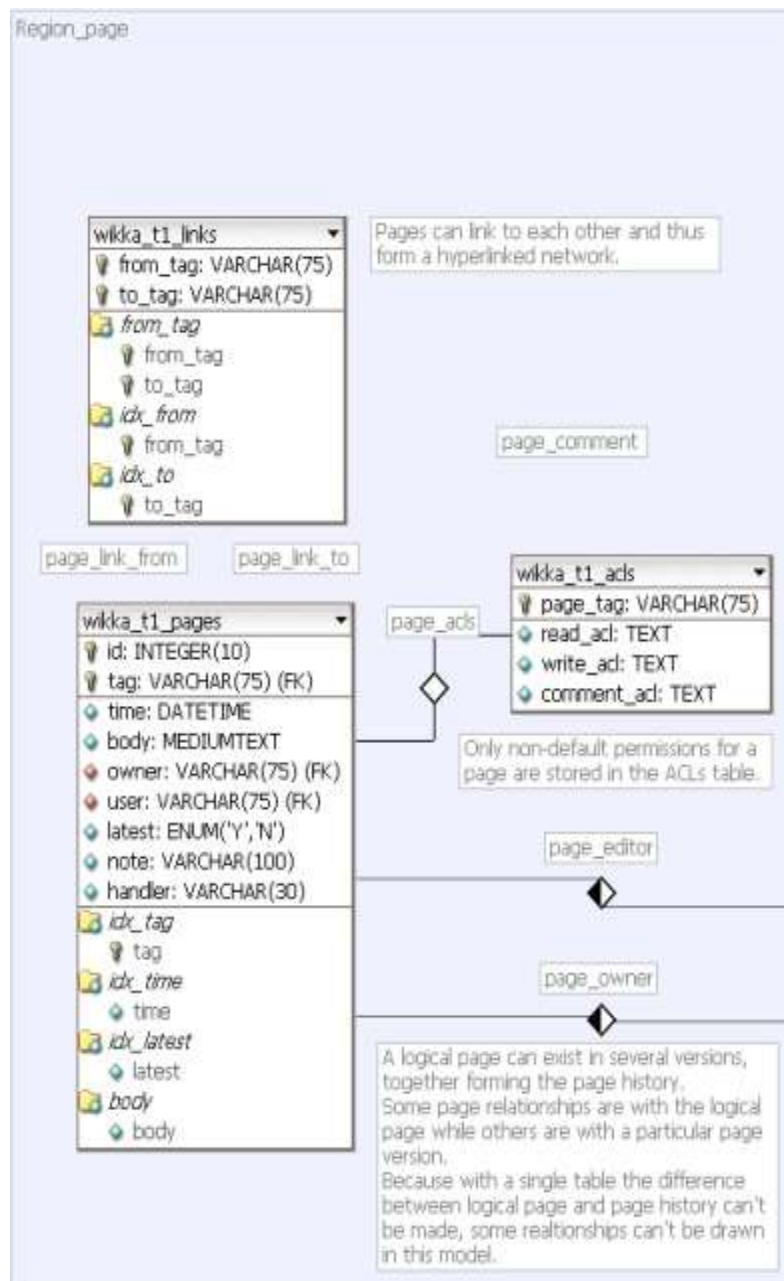 Region_page
wikka_t1_links
from_tag: VARCHAR(75)
to_tag: VARCHAR(75)
from_tag
from_tag
to_tag
idx_from
from_tag
idx_to
to_tag
Pages can link to each other and thus
form a hyperlinked network.
page_comment
page_link_from
page_link_to
wikka_t1_acls
page_tag: VARCHAR(75)
read_acl: TEXT
write_acl: TEXT
comment_acl: TEXT
page_acls
Only non-default permissions for a
page are stored in the ACLs table.
wikka_t1_pages
id: INTEGER(10)
tag: VARCHAR(75) (FK)
time: DATETIME
body: MEDIUMTEXT
owner: VARCHAR(75) (FK)
user: VARCHAR(75) (FK)
latest: ENUM('Y','N')
note: VARCHAR(100)
handler: VARCHAR(30)
idx_tag
tag
idx_time
time
idx_latest
latest
body
body
page_editor
page_owner
A logical page can exist in several versions,
together forming the page history.
Some page relationships are with the logical
page while others are with a particular page
version.
Because with a single table the difference
between logical page and page history can't
be made, some realtionships can't be drawn
in this model.